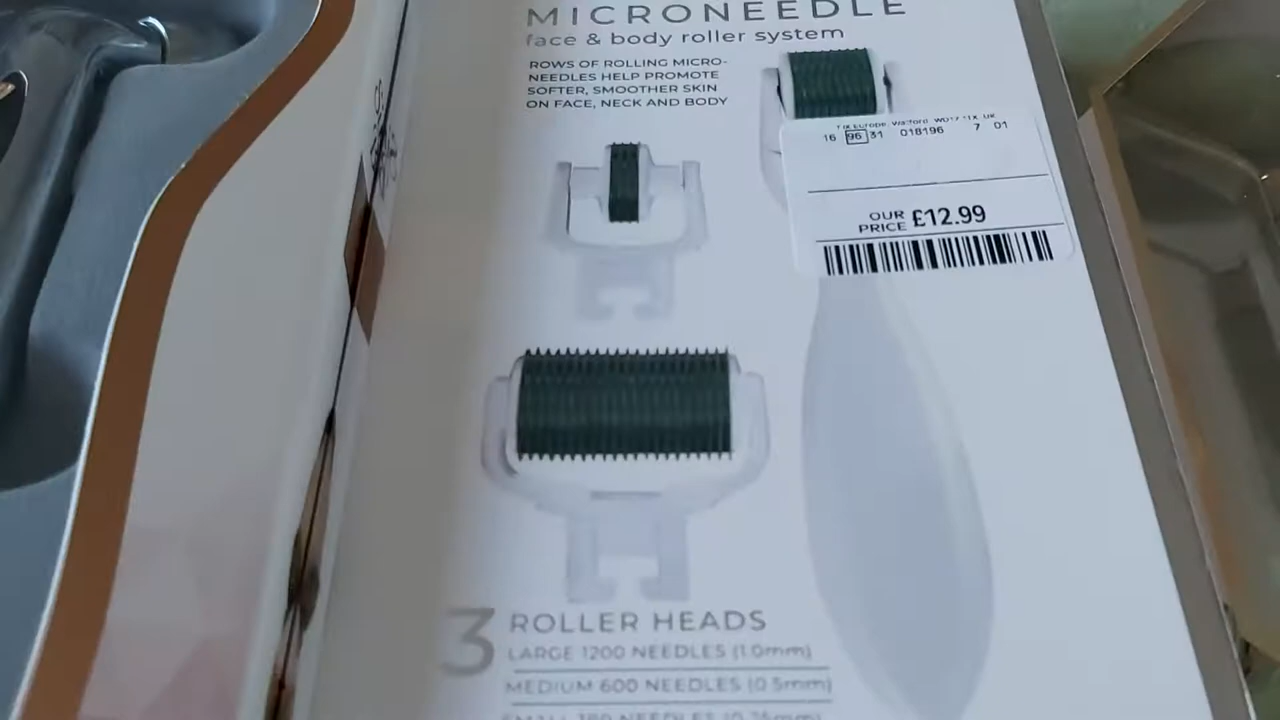 MICRONEEDLE
face & body roller system
ROWS OF ROLLING MICRO-
NEEDLES HELP PROMOTE
SOFTER, SMOOTHER SKIN
ON FACE, NECK AND BODY
16 96 31 018196 7 01
OUR PRICE £12.99
3 ROLLER HEADS
LARGE 1200 NEEDLES (1.0mm)
MEDIUM 600 NEEDLES (0.5mm)